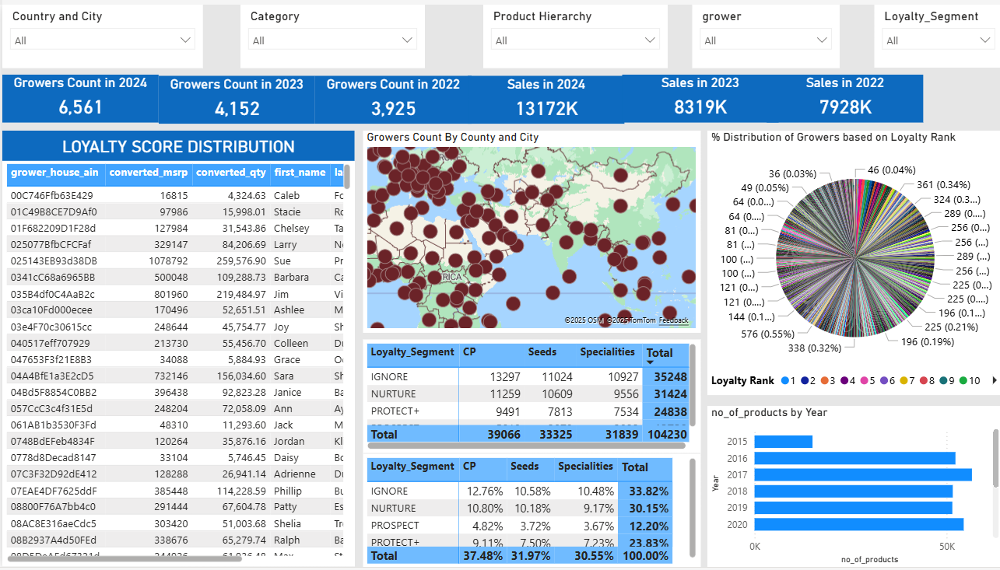 Country and City
All
Category
All
Product Hierarchy
All
grower
All
Loyalty_Segment
All
Growers Count in 2024
6,561
Growers Count in 2023
4,152
Growers Count in 2022
3,925
Sales in 2024
13172K
Sales in 2023
8319K
Sales in 2022
7928K
LOYALTY SCORE DISTRIBUTION
grower_house_ain converted_msrp converted_qty first_name la
00C746Ffb63E429 16815 4,324.63 Caleb Fo
01C49B8CE7D9Af0 97986 15,998.01 Stacie Ro
01F682209D1F28d 127984 31,543.86 Chelsey Ta
025077BfbCFCFaf 329147 84,206.69 Larry Ne
025143EB93d38DB 1078792 259,576.90 Sue Pr
0341cC68a6965BB 500048 109,288.73 Barbara Ca
035B4df0C4AaB2c 801960 219,484.97 Jim Vi
03ca10Fd000ecee 170496 52,651.51 Ashlee M
03e4F70c30615cc 248644 45,754.77 Joy Sh
040517eff707929 213730 55,456.70 Colleen Du
047653F3f21E8B3 34088 5,884.93 Grace Oc
04A4BfE1a3E2cD5 732146 156,034.60 Sara Sh
04Bd5F8854C0BB2 396438 92,823.28 Janice Ba
057CcC3c4f31E5d 248204 72,058.09 Ann Ay
061AB1b3530F3Fd 48310 11,293.60 Jack M
0748BdEFeb4834F 120264 35,876.16 Jordan Kl
0778d8Decad8147 33104 5,746.45 Daisy Bo
07C3F32D92dE412 128288 26,941.14 Adrienne Du
07EAE4DF7625ddF 385448 114,228.59 Phillip Bu
08800F76A7bb4c0 291444 67,604.78 Patty Es
08AC8E316aeCdc5 303420 51,003.68 Shelia Tr
08B2937A4d50FEd 338676 65,279.74 Ralph Ba
Growers Count By County and City
©2025 OSM ©2025 TomTom Feedback
Loyalty_Segment CP Seeds Specialities Total
IGNORE 13297 11024 10927 35248
NURTURE 11259 10609 9556 31424
PROTECT+ 9491 7813 7534 24838
Total 39066 33325 31839 104230
Loyalty_Segment CP Seeds Specialities Total
IGNORE 12.76% 10.58% 10.48% 33.82%
NURTURE 10.80% 10.18% 9.17% 30.15%
PROSPECT 4.82% 3.72% 3.67% 12.20%
PROTECT+ 9.11% 7.50% 7.23% 23.83%
Total 37.48% 31.97% 30.55% 100.00%
% Distribution of Growers based on Loyalty Rank
36 (0.03%)
49 (0.05%)
64 (0.0...)
64 (0....)
81 (0...)
81 (...)
100 (...)
100 (...)
121 (0...)
121 (0....)
144 (0.1...)
576 (0.55%)
338 (0.32%)
46 (0.04%)
361 (0.34%)
324 (0.3...)
289 (0....)
256 (0...)
256 (...)
289 (...)
256 (...)
225 (...)
225 (0...)
196 (0.1...)
225 (0.21%)
196 (0.19%)
Loyalty Rank 1 2 3 4 5 6 7 8 9 10
no_of_products by Year
Year
2015
2016
2017
2018
2019
2020
0K 50K
no_of_products